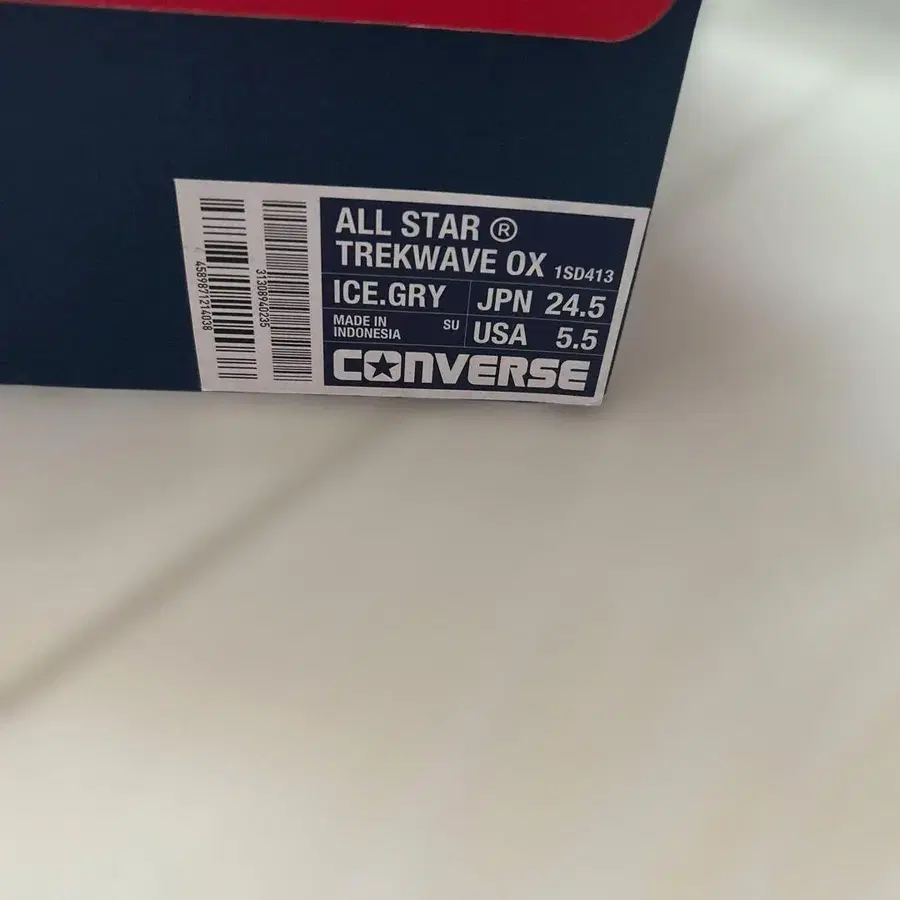 4589871214038
31308940235
ALL STAR ®
TREKWAVE OX 1SD413
ICE.GRY JPN 24.5
MADE IN INDONESIA SU USA 5.5
CONVERSE